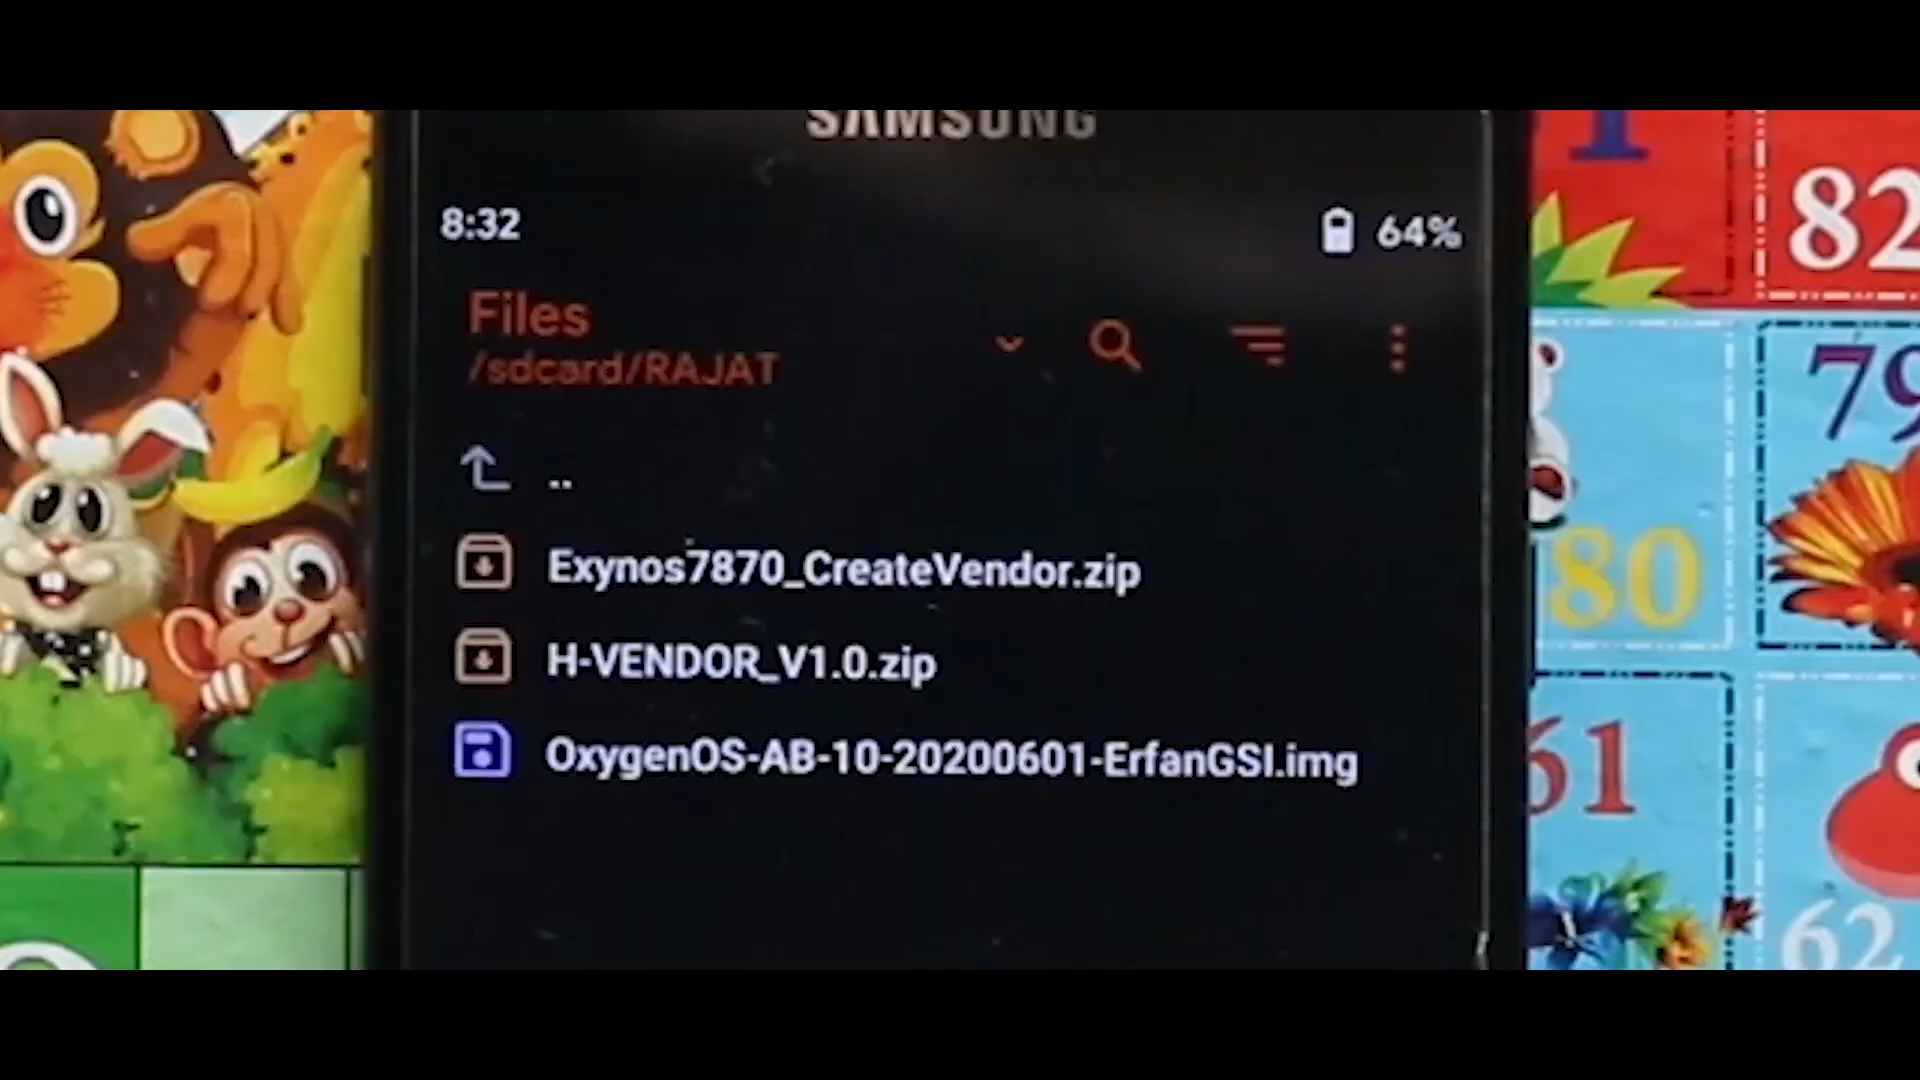 SAMSUNG
8:32
64%
Files
/sdcard/RAJAT
..
Exynos7870_CreateVendor.zip
H-VENDOR_V1.0.zip
OxygenOS-AB-10-20200601-ErfanGSI.img
1
82
79
80
61
62